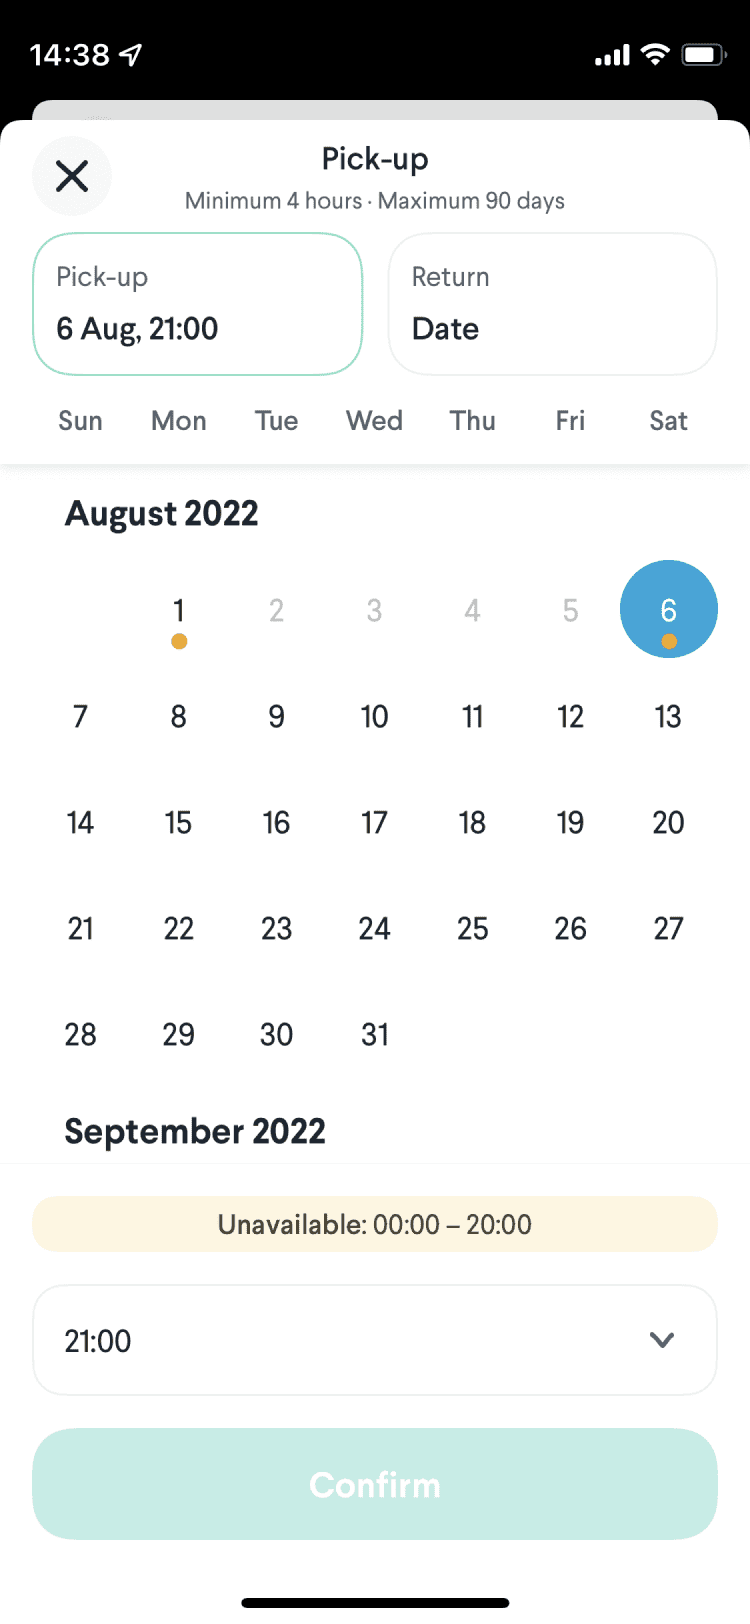 14:38
Pick-up
Minimum 4 hours · Maximum 90 days
Pick-up Return
6 Aug, 21:00 Date
Sun Mon Tue Wed Thu Fri Sat
August 2022
1 2 3 4 5 6
7 8 9 10 11 12 13
14 15 16 17 18 19 20
21 22 23 24 25 26 27
28 29 30 31
September 2022
Unavailable: 00:00 – 20:00
21:00
Confirm